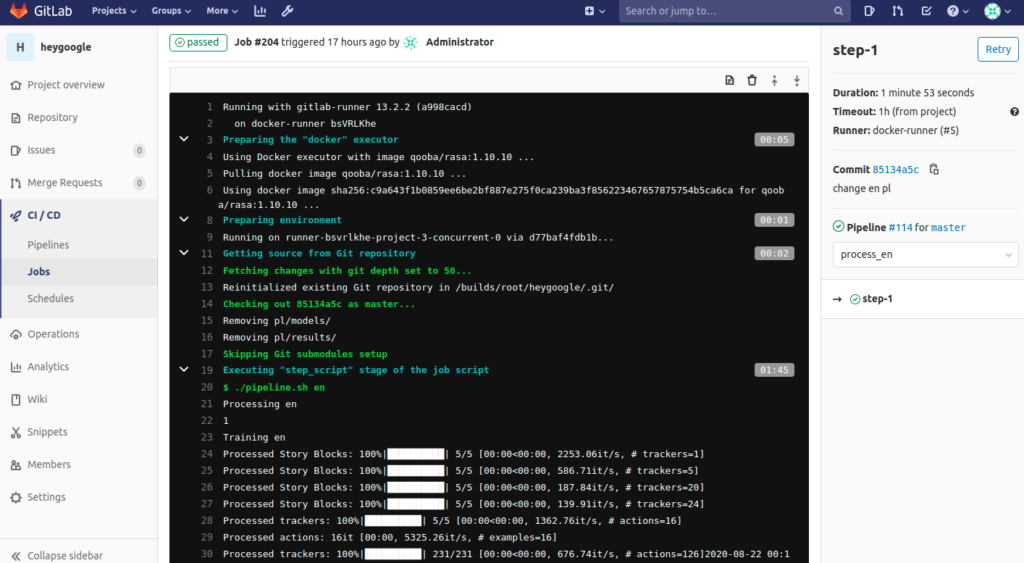 GitLab Projects Groups More Search or jump to...
H heygoogle
Project overview
Repository
Issues 0
Merge Requests 0
CI / CD
Pipelines
Jobs
Schedules
Operations
Analytics
Wiki
Snippets
Members
Settings
Collapse sidebar
passed Job #204 triggered 17 hours ago by Administrator
1 Running with gitlab-runner 13.2.2 (a998cacd)
2 on docker-runner bsVRLKhe
3 Preparing the "docker" executor 00:05
4 Using Docker executor with image qooba/rasa:1.10.10 ...
5 Pulling docker image qooba/rasa:1.10.10 ...
6 Using docker image sha256:c9a643f1b0859ee6be2bf887e275f0ca239ba3f856223467657875754b5ca6ca for qoob
a/rasa:1.10.10 ...
8 Preparing environment 00:01
9 Running on runner-bsvrlkhe-project-3-concurrent-0 via d77baf4fdb1b...
11 Getting source from Git repository 00:02
12 Fetching changes with git depth set to 50...
13 Reinitialized existing Git repository in /builds/root/heygoogle/.git/
14 Checking out 85134a5c as master...
15 Removing pl/models/
16 Removing pl/results/
17 Skipping Git submodules setup
19 Executing "step_script" stage of the job script 01:45
20 $ ./pipeline.sh en
21 Processing en
22 1
23 Training en
24 Processed Story Blocks: 100%|██████████| 5/5 [00:00<00:00, 2253.06it/s, # trackers=1]
25 Processed Story Blocks: 100%|██████████| 5/5 [00:00<00:00, 586.71it/s, # trackers=5]
26 Processed Story Blocks: 100%|██████████| 5/5 [00:00<00:00, 187.84it/s, # trackers=20]
27 Processed Story Blocks: 100%|██████████| 5/5 [00:00<00:00, 139.91it/s, # trackers=24]
28 Processed trackers: 100%|██████████| 5/5 [00:00<00:00, 1362.76it/s, # actions=16]
29 Processed actions: 16it [00:00, 5325.26it/s, # examples=16]
30 Processed trackers: 100%|██████████| 231/231 [00:00<00:00, 676.74it/s, # actions=126]2020-08-22 00:1
step-1 Retry
Duration: 1 minute 53 seconds
Timeout: 1h (from project)
Runner: docker-runner (#5)
Commit 85134a5c
change en pl
Pipeline #114 for master
process_en
→ step-1